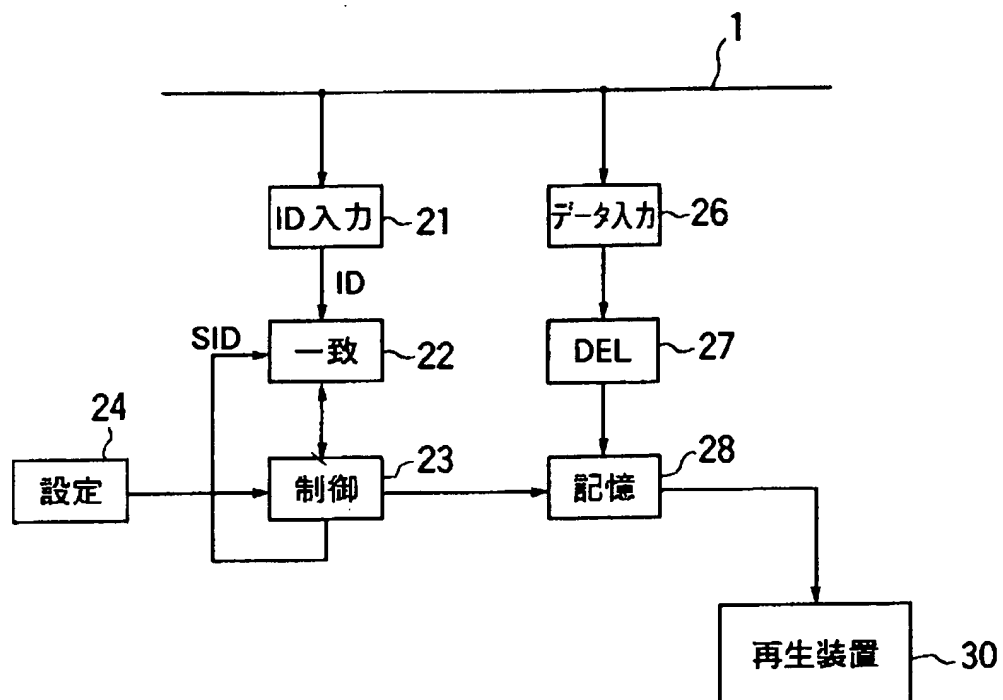 1
ID入力
21
データ入力
26
ID
SID
一致
22
DEL
27
24
設定
制御
23
記憶
28
再生装置
30